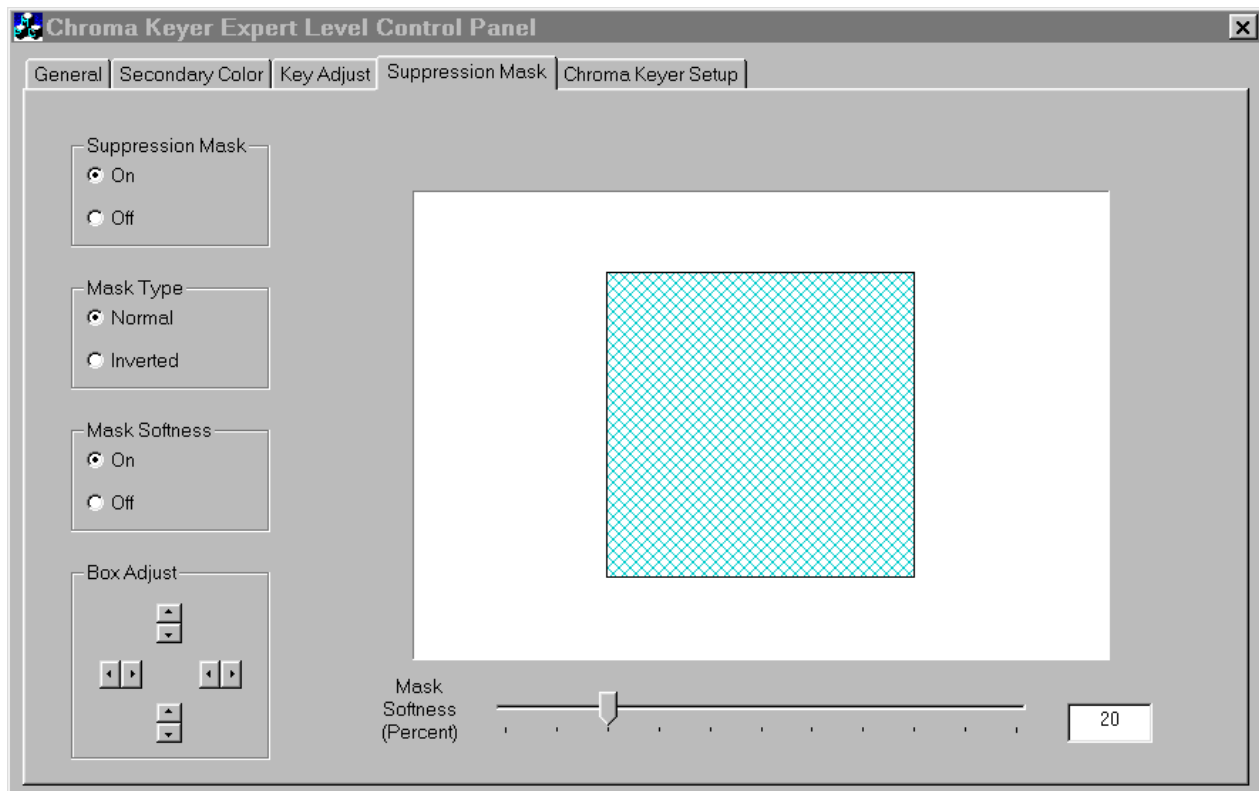 Chroma Keyer Expert Level Control Panel
General Secondary Color Key Adjust Suppression Mask Chroma Keyer Setup
Suppression Mask
On
Off
Mask Type
Normal
Inverted
Mask Softness
On
Off
Box Adjust
Mask
Softness
(Percent)
20